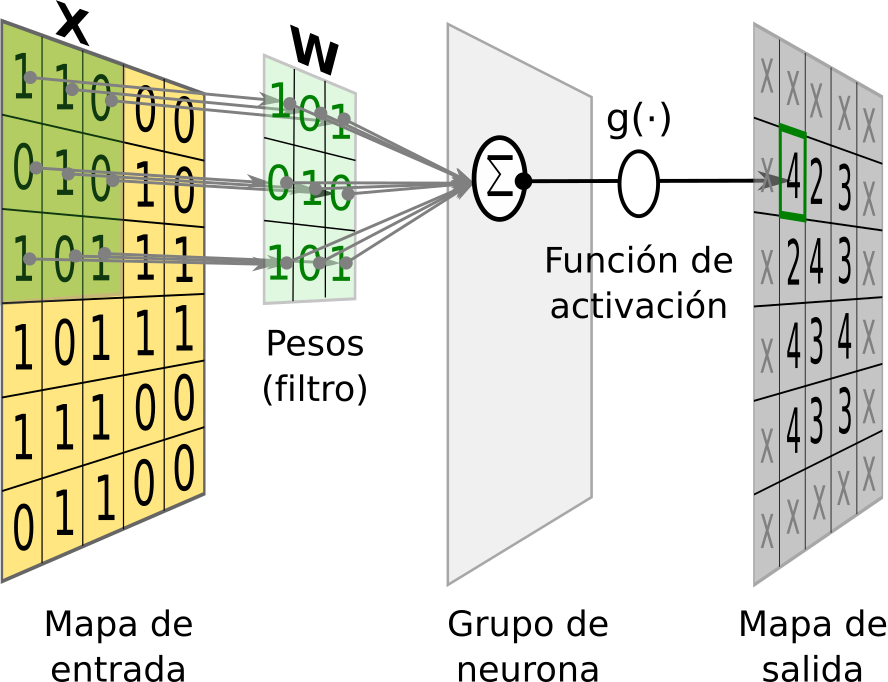 X
W
1 1 0 0 0
0 1 0 1 0
1 0 1 1 1
1 0 1 1 1
1 1 1 0 0
0 1 1 0 0
1 0 1
0 1 0
1 0 1
Pesos
(filtro)
Σ
g(·)
Función de
activación
X X X X X
X 4 2 3 X
X 2 4 3 X
X 4 3 4 X
X 4 3 3 X
X X X X X
Mapa de
entrada
Grupo de
neurona
Mapa de
salida